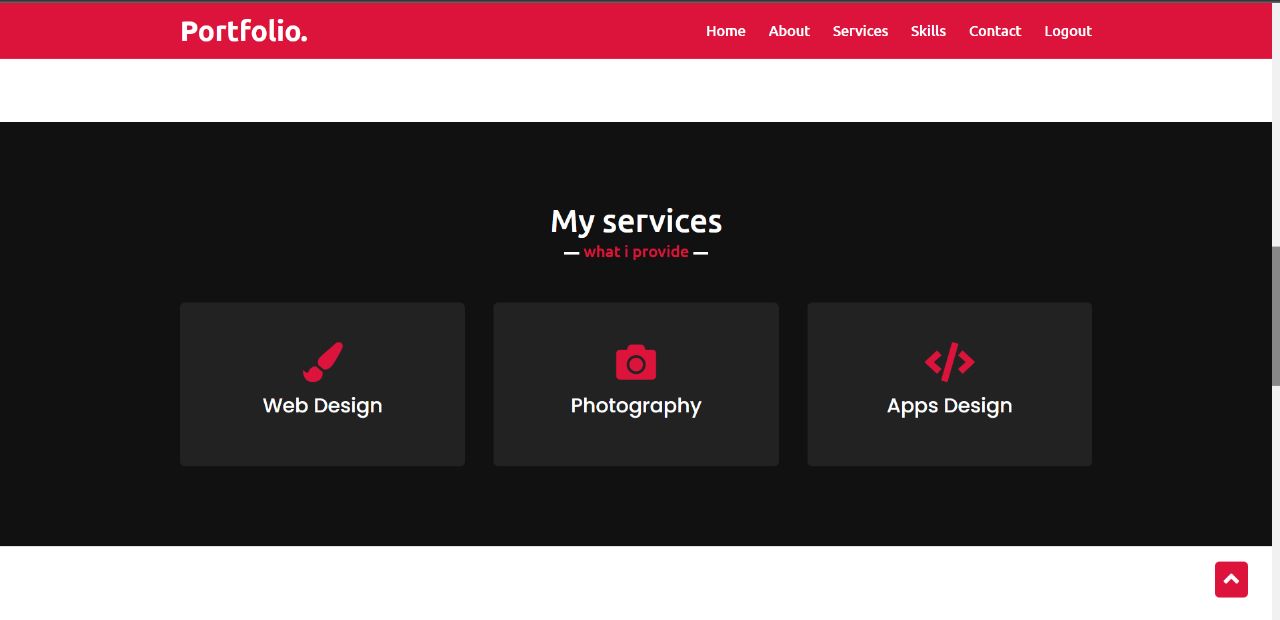 Portfolio.
Home About Services Skills Contact Logout
My services
what i provide
Web Design
Photography
Apps Design